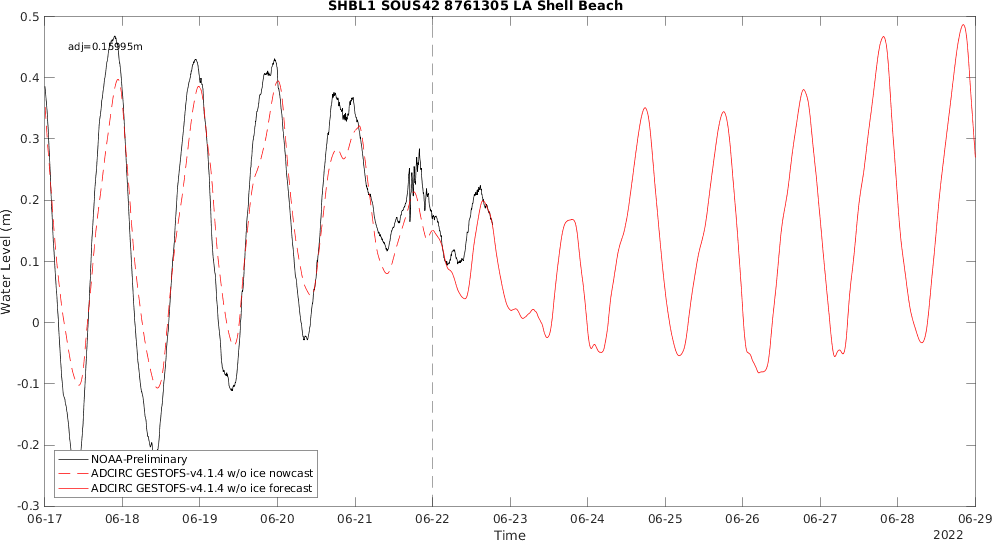 SHBL1 SOUS42 8761305 LA Shell Beach
adj=0.15995m
0.5
0.4
0.3
0.2
0.1
0
-0.1
-0.2
-0.3
Water Level (m)
NOAA-Preliminary
ADCIRC GESTOFS-v4.1.4 w/o ice nowcast
ADCIRC GESTOFS-v4.1.4 w/o ice forecast
06-17 06-18 06-19 06-20 06-21 06-22 06-23 06-24 06-25 06-26 06-27 06-28 06-29
Time
2022